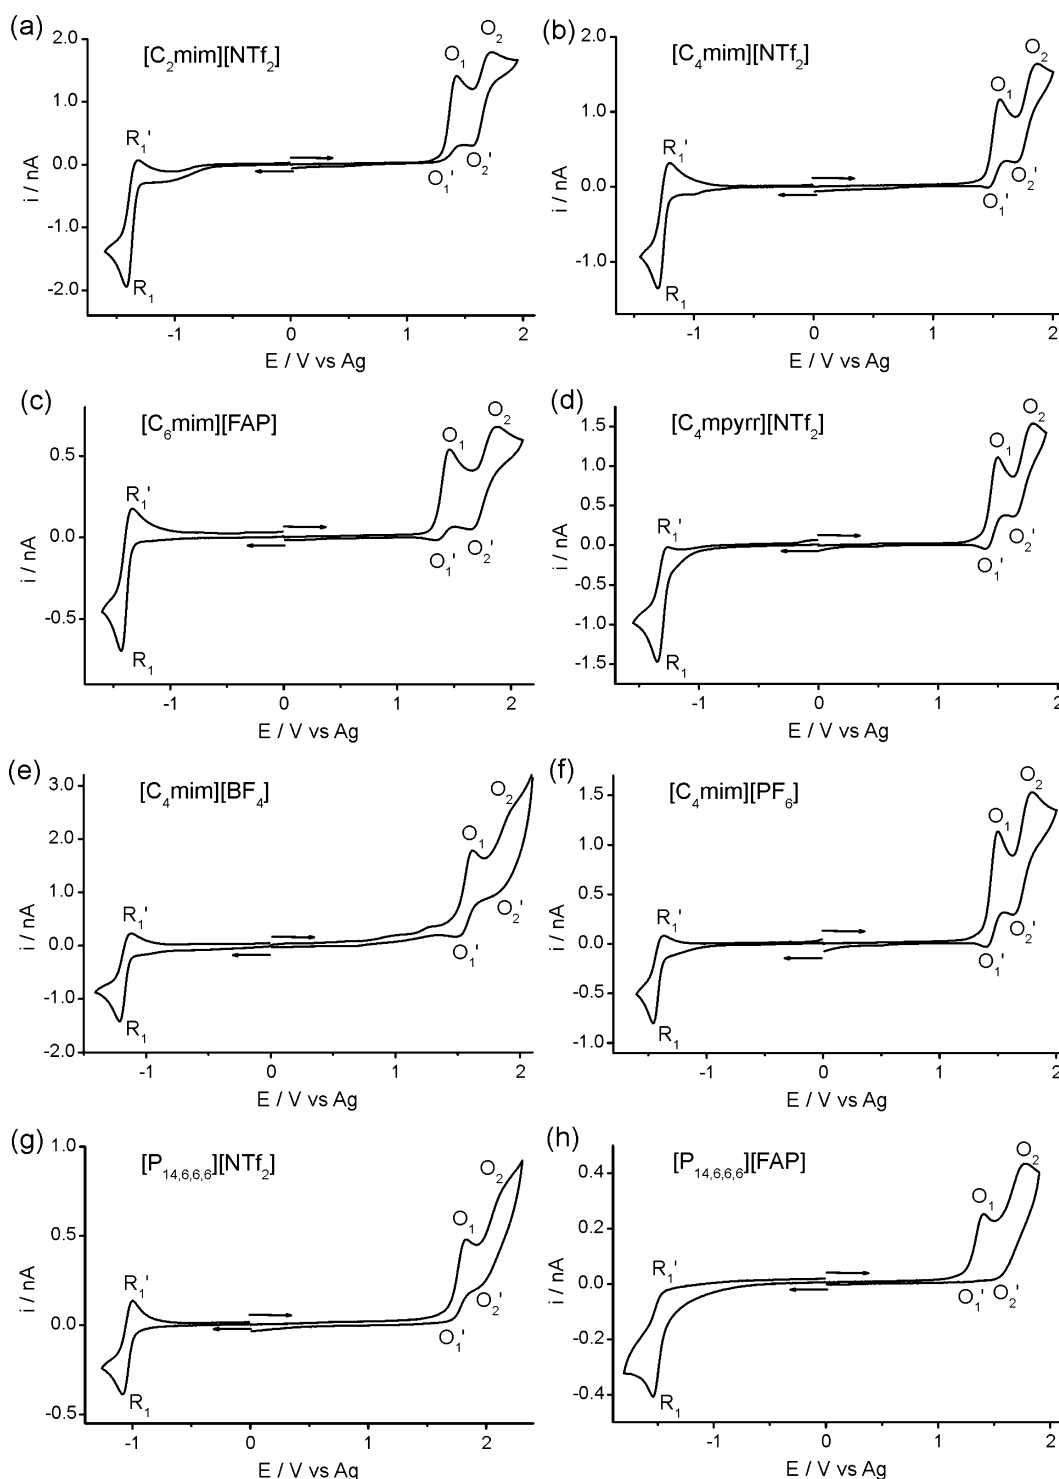 (a)
[C2mim][NTf2]
2.0
1.0
0.0
-1.0
-2.0
i / nA
R1'
R1
O1
O2
O1'
O2'
-1 0 1 2
E / V vs Ag
(b)
[C4mim][NTf2]
2.0
1.0
0.0
-1.0
i / nA
R1'
R1
O1
O2
O1'
O2'
-1 0 1 2
E / V vs Ag
(c)
[C6mim][FAP]
0.5
0.0
-0.5
i / nA
R1'
R1
O1
O2
O1'
O2'
-1 0 1 2
E / V vs Ag
(d)
[C4mpyrr][NTf2]
1.5
1.0
0.5
0.0
-0.5
-1.0
-1.5
i / nA
R1'
R1
O1
O2
O1'
O2'
-1 0 1 2
E / V vs Ag
(e)
[C4mim][BF4]
3.0
2.0
1.0
0.0
-1.0
-2.0
i / nA
R1'
R1
O1
O2
O1'
O2'
-1 0 1 2
E / V vs Ag
(f)
[C4mim][PF6]
1.5
1.0
0.5
0.0
-0.5
-1.0
i / nA
R1'
R1
O1
O2
O1'
O2'
-1 0 1 2
E / V vs Ag
(g)
[P14,6,6,6][NTf2]
1.0
0.5
0.0
-0.5
i / nA
R1'
R1
O1
O2
O1'
O2'
-1 0 1 2
E / V vs Ag
(h)
[P14,6,6,6][FAP]
0.4
0.2
0.0
-0.2
-0.4
i / nA
R1'
R1
O1
O2
O1'
O2'
-1 0 1 2
E / V vs Ag